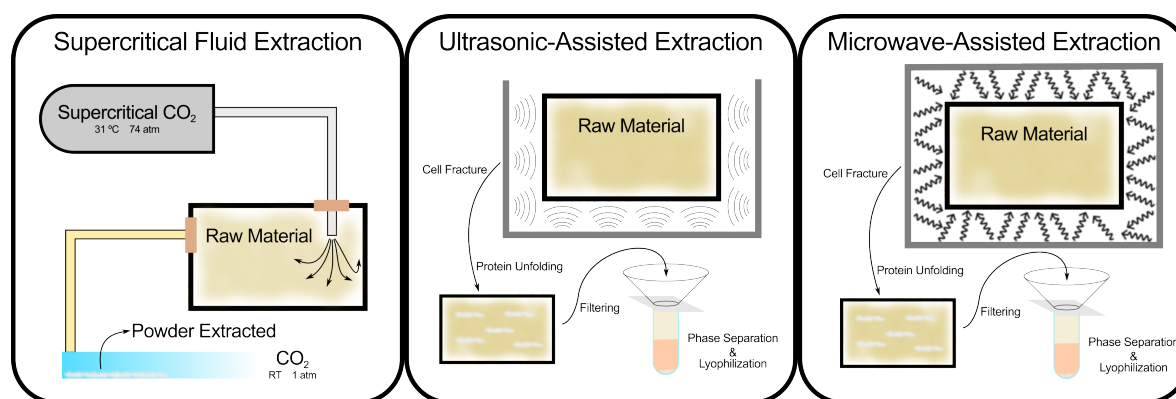 Supercritical Fluid Extraction
Supercritical CO₂
31 ºC 74 atm
Raw Material
Powder Extracted
CO₂
RT 1 atm
Ultrasonic-Assisted Extraction
Raw Material
Cell Fracture
Protein Unfolding
Filtering
Phase Separation
&
Lyophilization
Microwave-Assisted Extraction
Raw Material
Cell Fracture
Protein Unfolding
Filtering
Phase Separation
&
Lyophilization